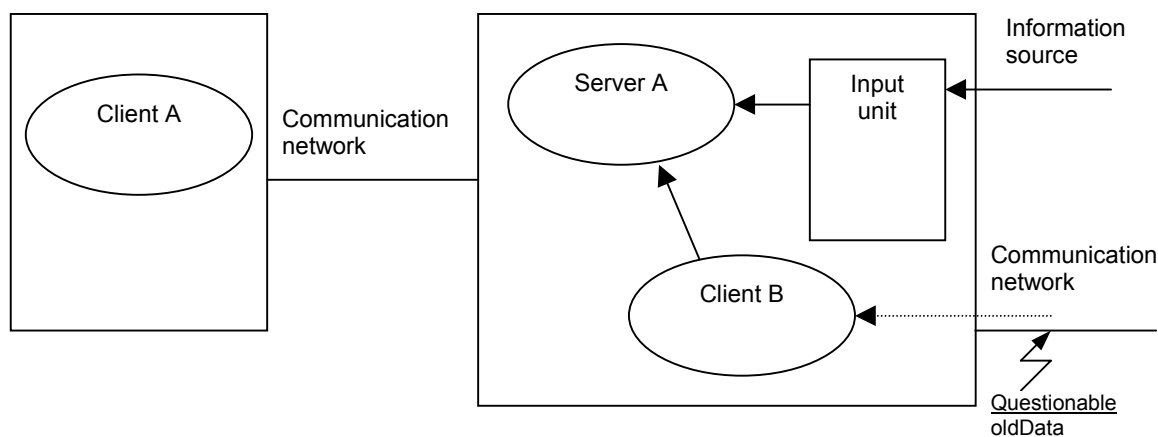 Client A
Communication
network
Server A
Input
unit
Information
source
Client B
Communication
network
Questionable
oldData